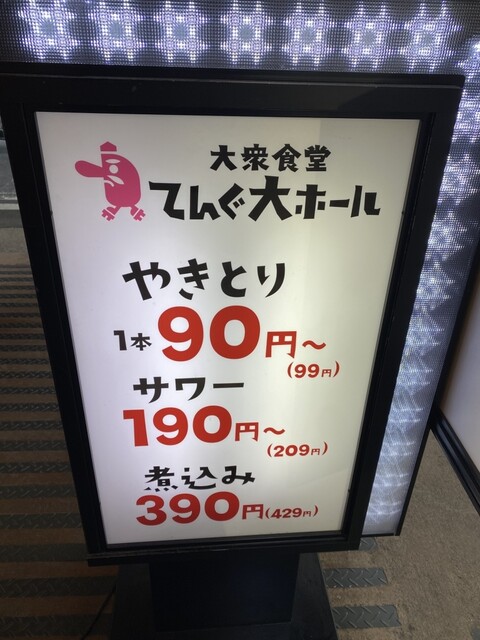 大衆食堂
てんぐ大ホール
やきとり
1本90円〜
(99円)
サワー
190円〜
(209円)
煮込み
390円(429円)